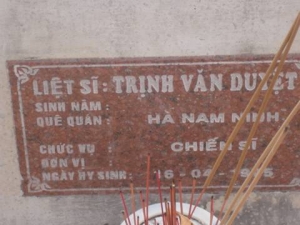 LIỆT SĨ: TRỊNH VĂN DUYỆT
SINH NĂM:
QUÊ QUÁN: HÀ NAM NINH
CHỨC VỤ: CHIẾN SĨ
ĐƠN VỊ
NGÀY HY SINH: 16-04-